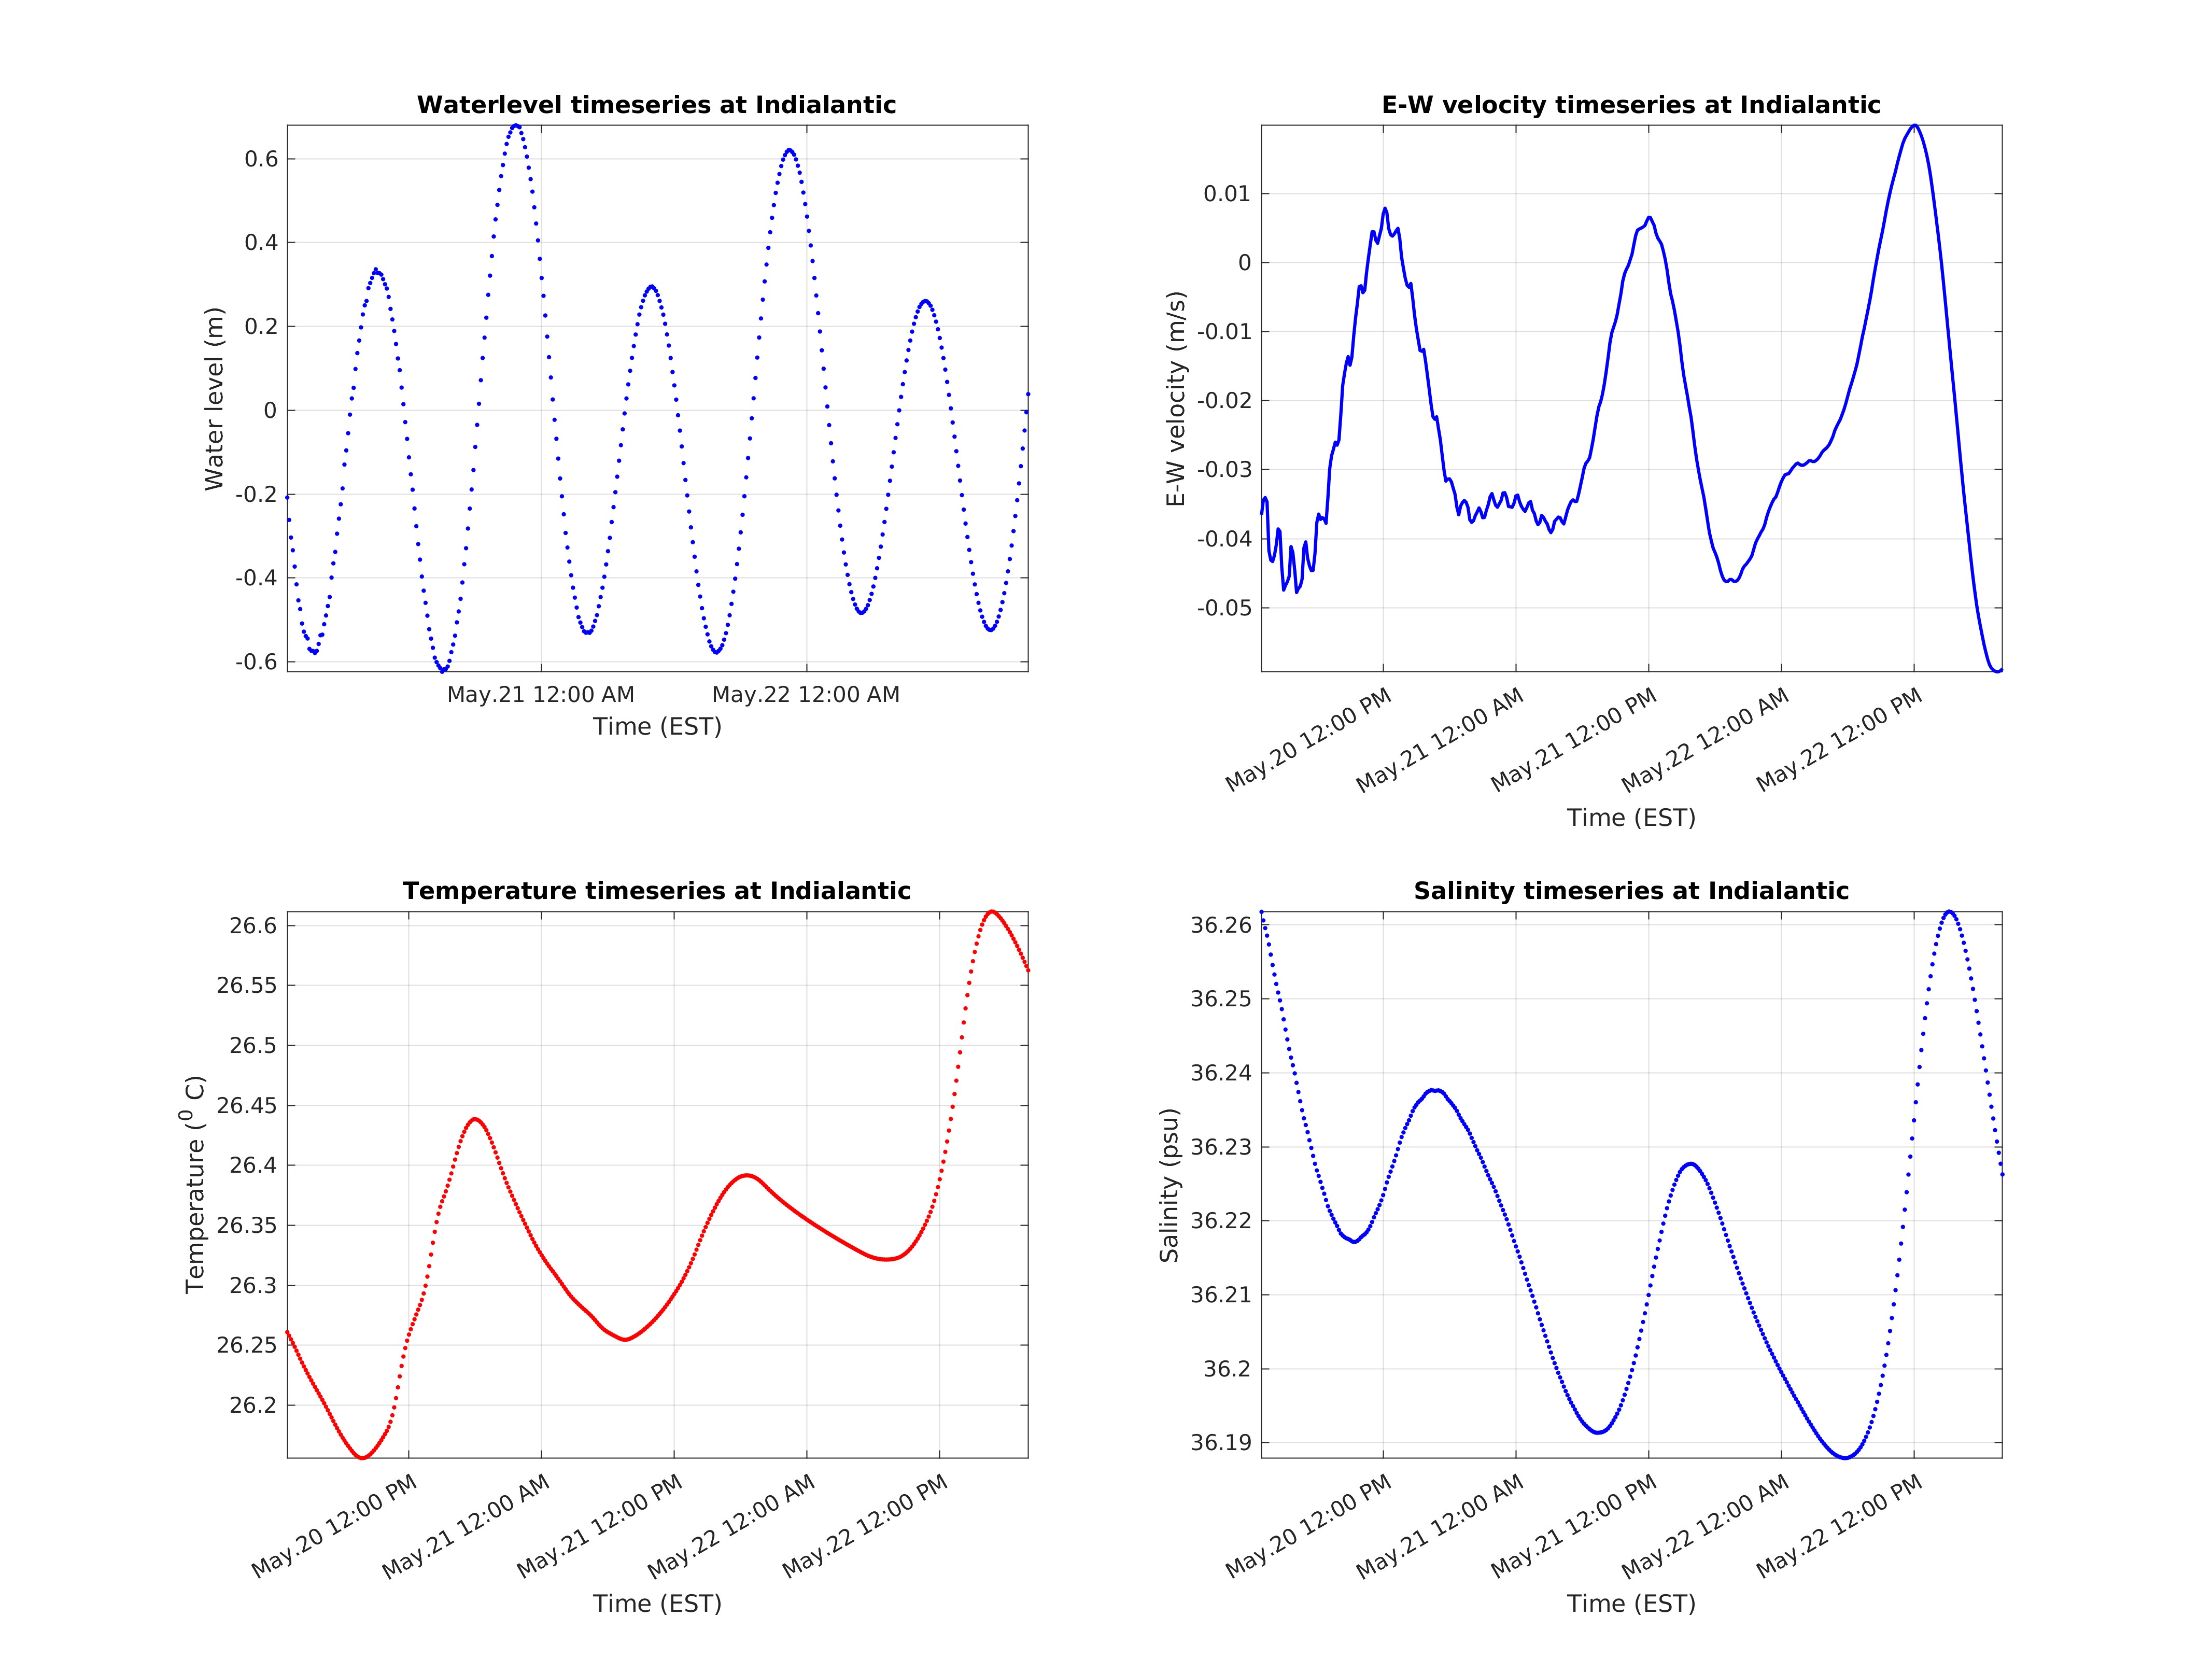 Waterlevel timeseries at Indialantic
0.6
0.4
0.2
0
-0.2
-0.4
-0.6
Water level (m)
May.21 12:00 AM
May.22 12:00 AM
Time (EST)
E-W velocity timeseries at Indialantic
0.01
0
-0.01
-0.02
-0.03
-0.04
-0.05
E-W velocity (m/s)
May.20 12:00 PM
May.21 12:00 AM
May.21 12:00 PM
May.22 12:00 AM
May.22 12:00 PM
Time (EST)
Temperature timeseries at Indialantic
26.6
26.55
26.5
26.45
26.4
26.35
26.3
26.25
26.2
Temperature (⁰ C)
May.20 12:00 PM
May.21 12:00 AM
May.21 12:00 PM
May.22 12:00 AM
May.22 12:00 PM
Time (EST)
Salinity timeseries at Indialantic
36.26
36.25
36.24
36.23
36.22
36.21
36.2
36.19
Salinity (psu)
May.20 12:00 PM
May.21 12:00 AM
May.21 12:00 PM
May.22 12:00 AM
May.22 12:00 PM
Time (EST)